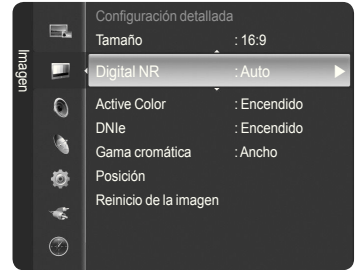 Imagen
Configuración detallada
Tamaño : 16:9
Digital NR : Auto
Active Color : Encendido
DNIe : Encendido
Gama cromática : Ancho
Posición
Reinicio de la imagen